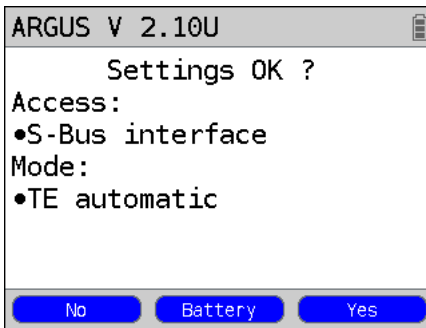 ARGUS V 2.10U
Settings OK ?
Access:
•S-Bus interface
Mode:
•TE automatic
No Battery Yes